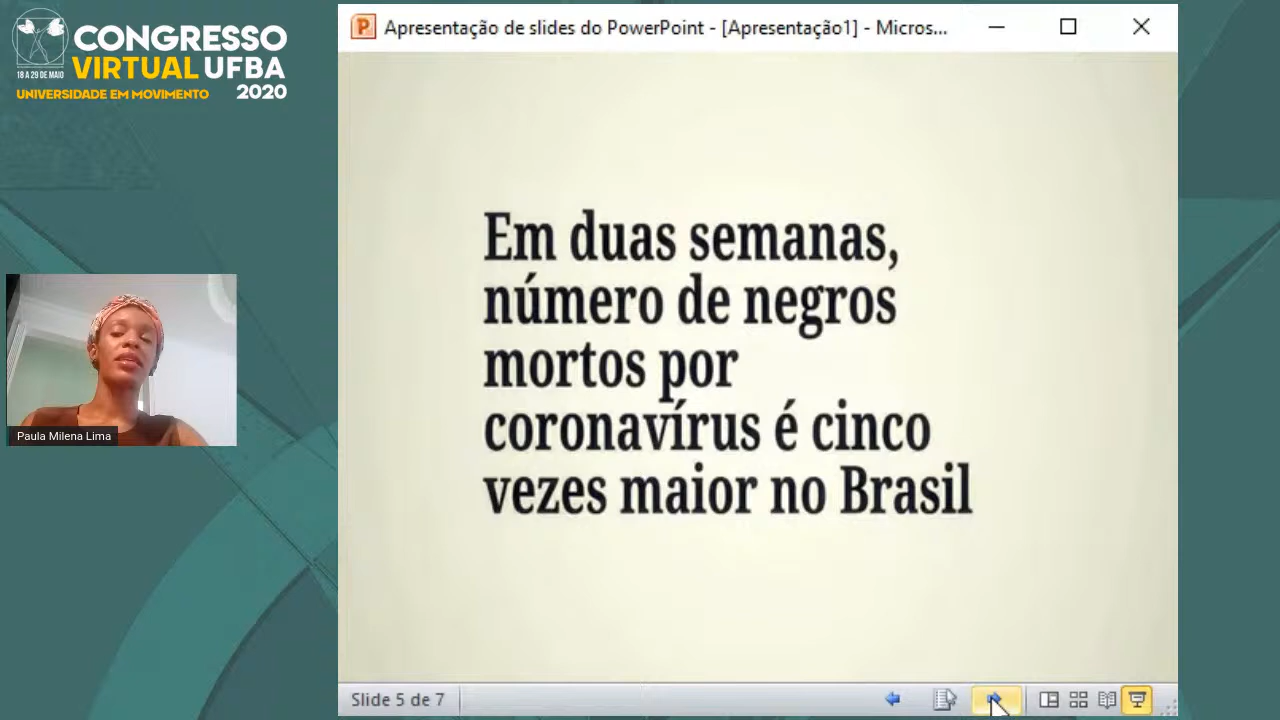 CONGRESSO
VIRTUAL UFBA
18 A 29 DE MAIO
UNIVERSIDADE EM MOVIMENTO 2020
Apresentação de slides do PowerPoint - [Apresentação1] - Micros...
Em duas semanas,
número de negros
mortos por
coronavírus é cinco
vezes maior no Brasil
Paula Milena Lima
Slide 5 de 7